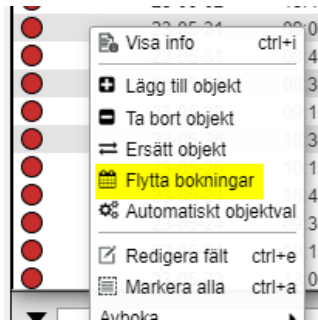 Visa info ctrl+i
Lägg till objekt
Ta bort objekt
Ersätt objekt
Flytta bokningar
Automatiskt objektval
Redigera fält ctrl+e
Markera alla ctrl+a
Avboka